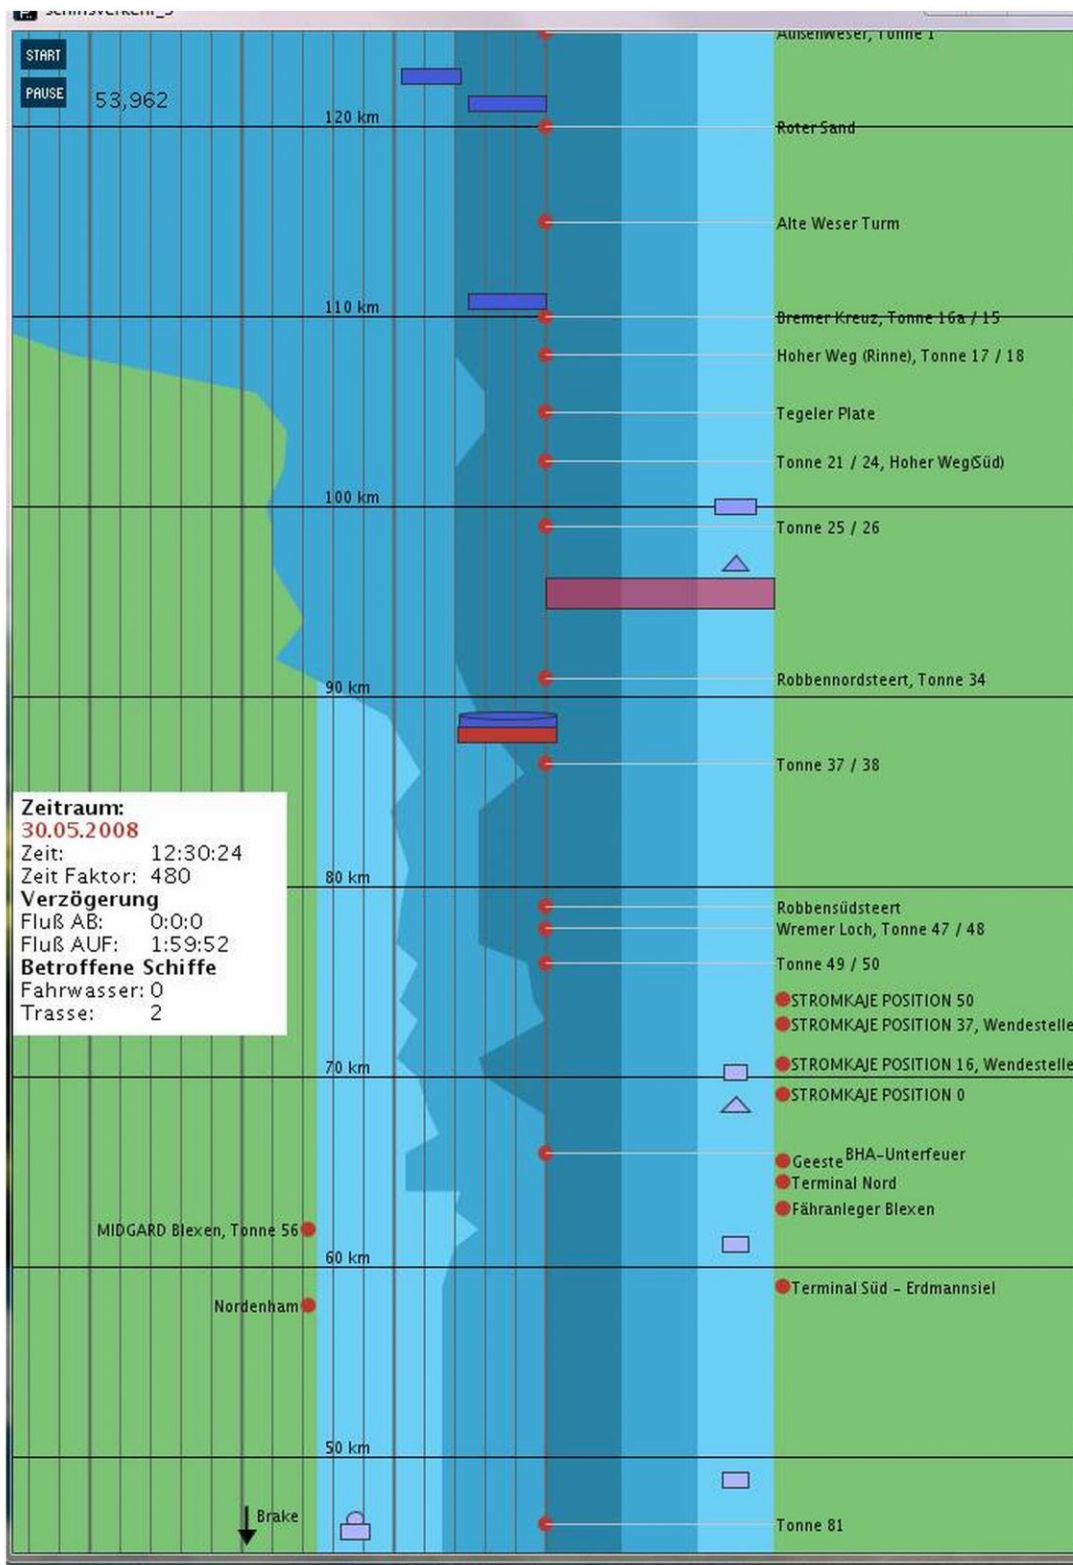 schiffsverkehr_3
START
Außenweser, Tonne 1
PAUSE
53,962
120 km
Roter Sand
Alte Weser Turm
110 km
Bremer Kreuz, Tonne 16a / 15
Hoher Weg (Rinne), Tonne 17 / 18
Tegeler Plate
Tonne 21 / 24, Hoher Weg(Süd)
100 km
Tonne 25 / 26
Robbennordsteert, Tonne 34
90 km
Tonne 37 / 38
Zeitraum:
30.05.2008
Zeit: 12:30:24
Zeit Faktor: 480
Verzögerung
Fluß AB: 0:0:0
Fluß AUF: 1:59:52
Betroffene Schiffe
Fahrwasser: 0
Trasse: 2
80 km
Robbensüdsteert
Wremer Loch, Tonne 47 / 48
Tonne 49 / 50
STROMKAJE POSITION 50
STROMKAJE POSITION 37, Wendestelle
STROMKAJE POSITION 16, Wendestelle
70 km
STROMKAJE POSITION 0
BHA-Unterfeuer
Geeste
Terminal Nord
Fähranleger Blexen
MIDGARD Blexen, Tonne 56
60 km
Terminal Süd - Erdmannsiel
Nordenham
50 km
Brake
Tonne 81